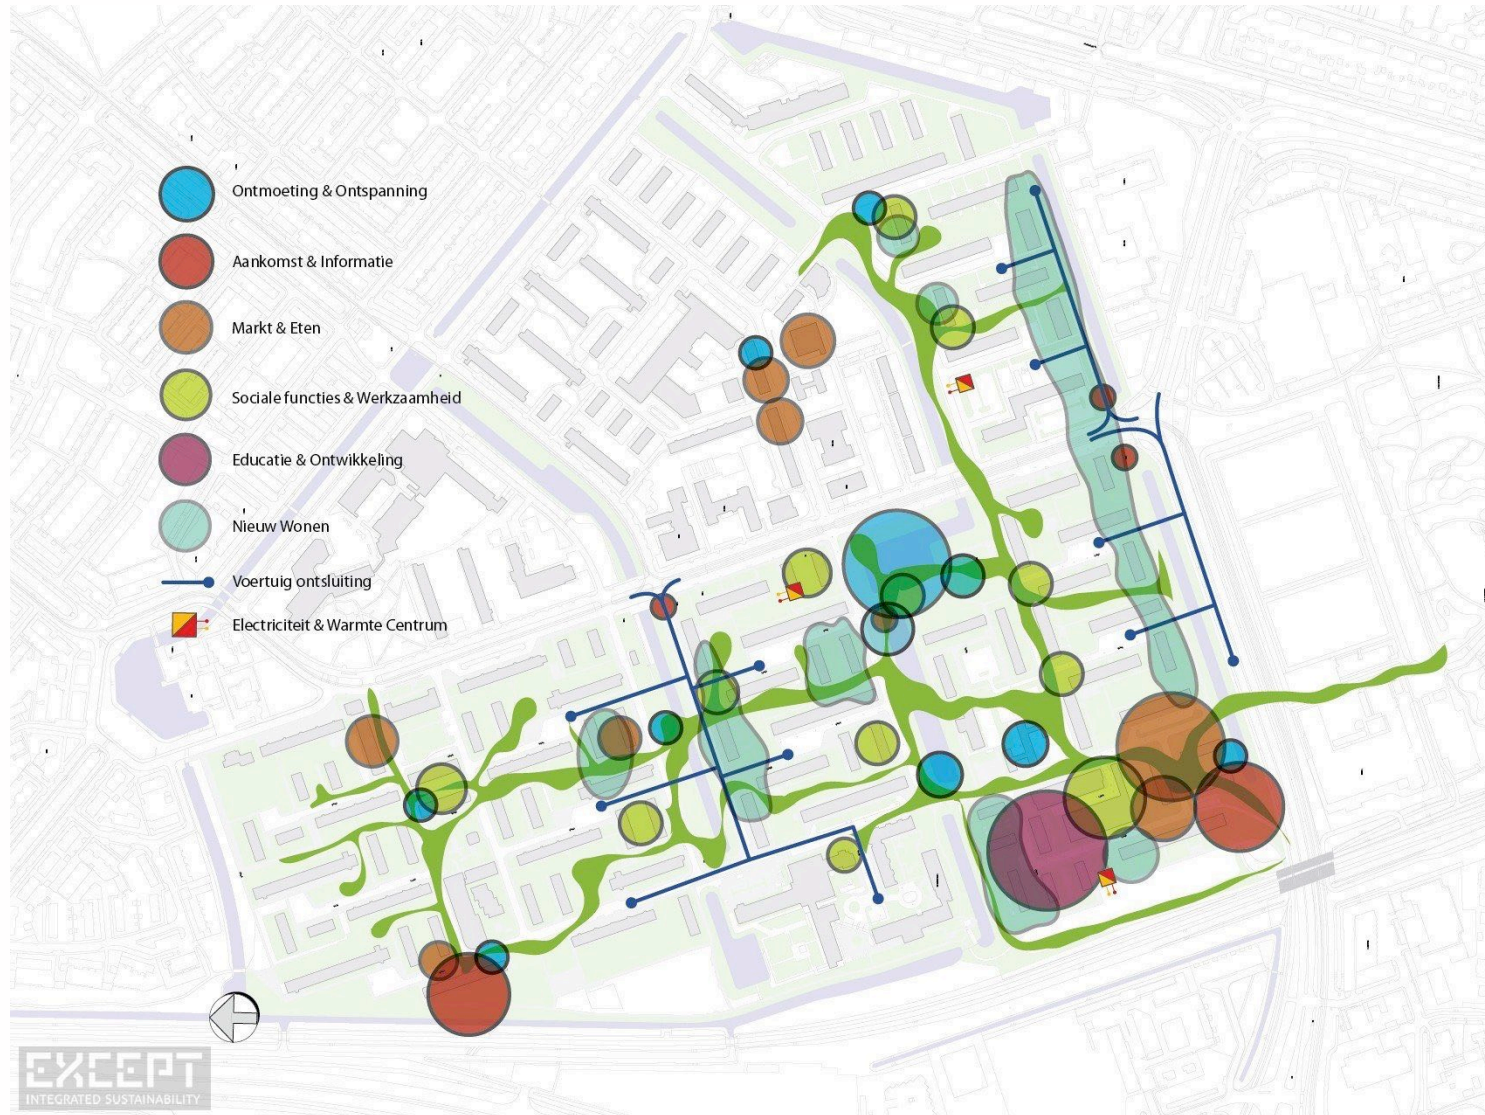 Ontmoeting & Ontspanning
Aankomst & Informatie
Markt & Eten
Sociale functies & Werkzaamheid
Educatie & Ontwikkeling
Nieuw Wonen
Voertuig ontsluiting
Electriciteit & Warmte Centrum
EXCEPT
INTEGRATED SUSTAINABILITY